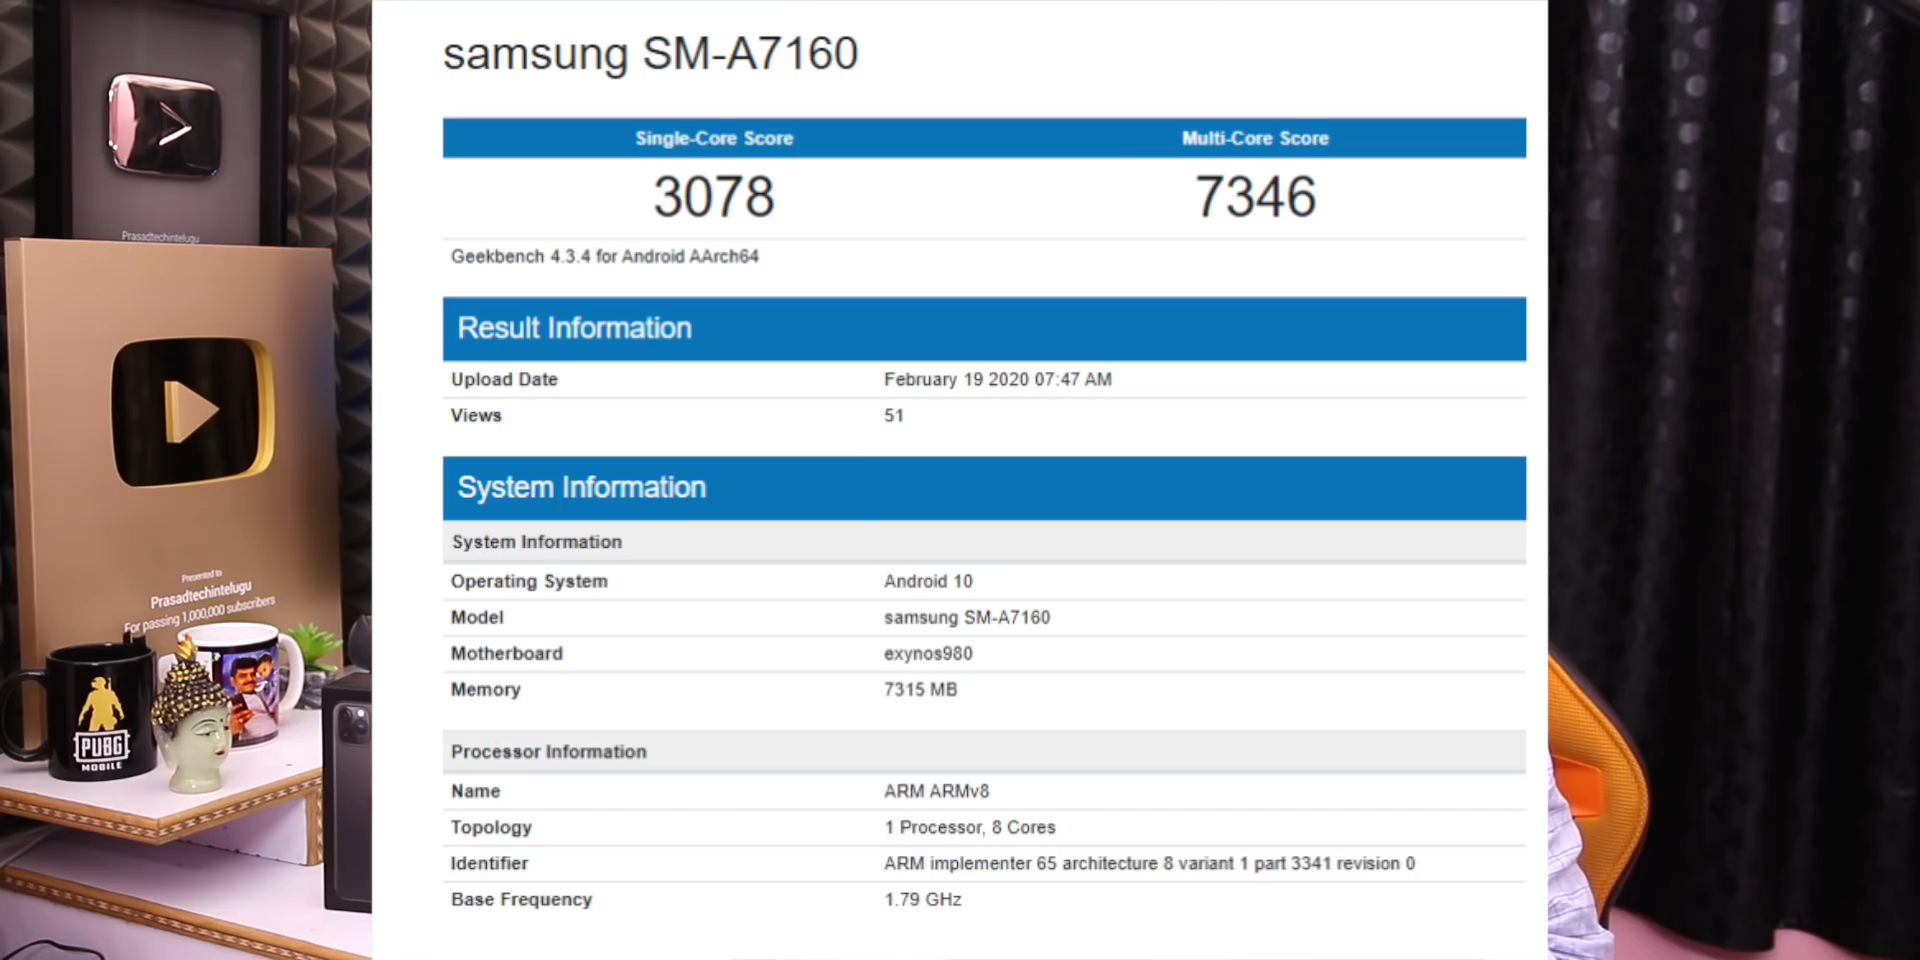 samsung SM-A7160
Single-Core Score Multi-Core Score
3078 7346
Geekbench 4.3.4 for Android AArch64
Result Information
Upload Date February 19 2020 07:47 AM
Views 51
System Information
System Information
Operating System Android 10
Model samsung SM-A7160
Motherboard exynos980
Memory 7315 MB
Processor Information
Name ARM ARMv8
Topology 1 Processor, 8 Cores
Identifier ARM implementer 65 architecture 8 variant 1 part 3341 revision 0
Base Frequency 1.79 GHz
Prasadtechintelugu
Presented to
Prasadtechintelugu
For passing 1,000,000 subscribers
PUBG
MOBILE